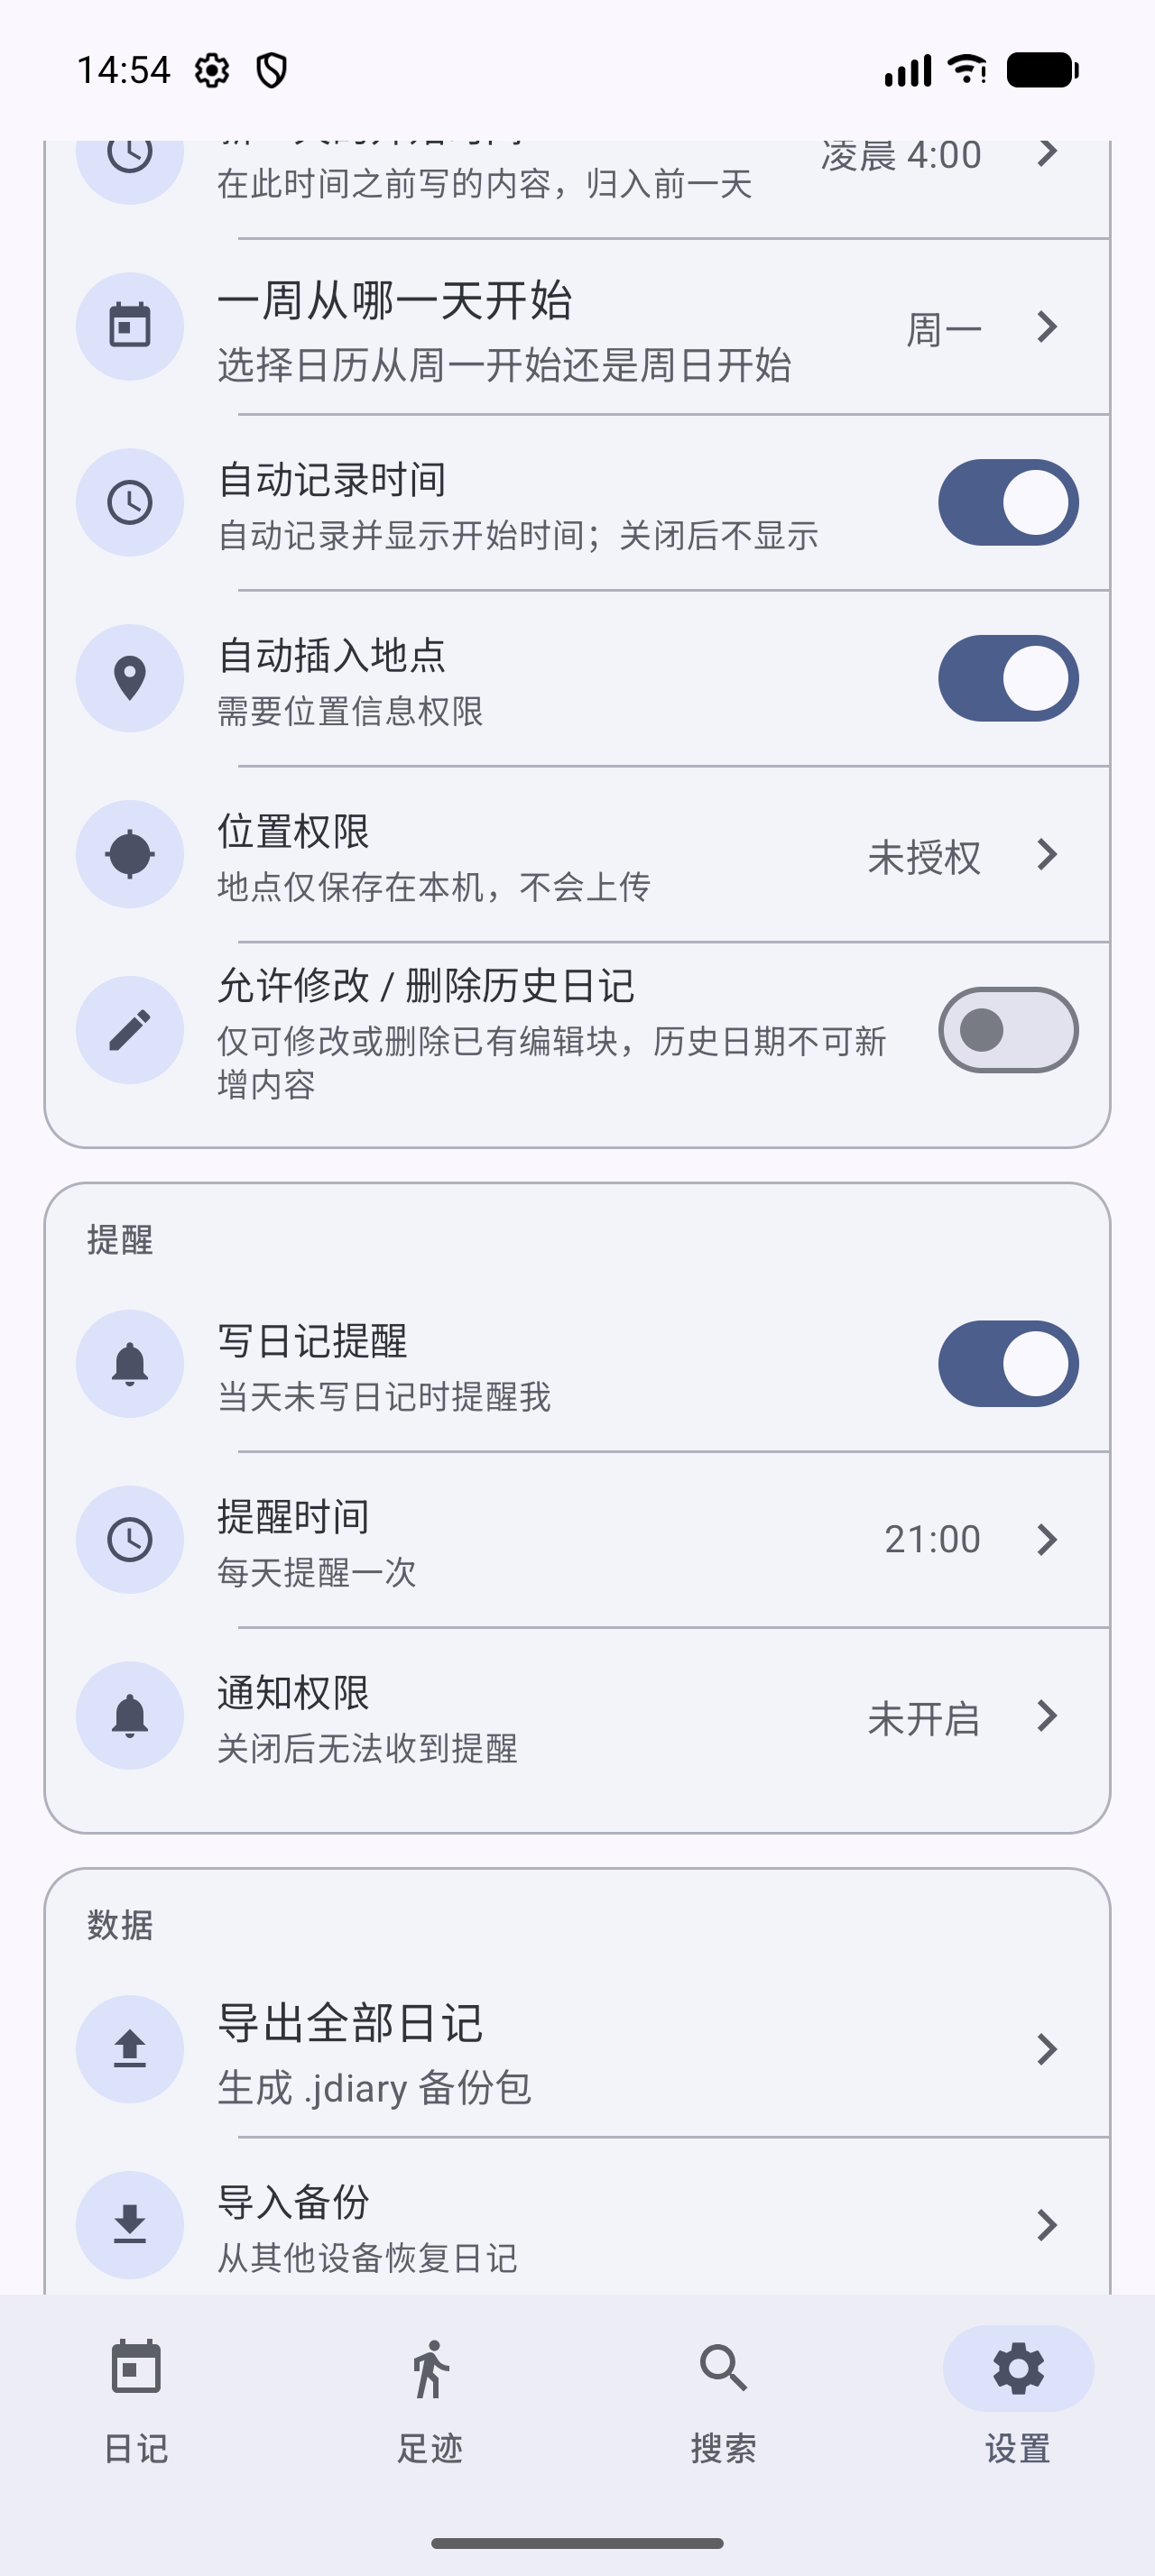 14:54
凌晨 4:00
在此时间之前写的内容，归入前一天
一周从哪一天开始
周一
选择日历从周一开始还是周日开始
自动记录时间
自动记录并显示开始时间；关闭后不显示
自动插入地点
需要位置信息权限
位置权限
未授权
地点仅保存在本机，不会上传
允许修改 / 删除历史日记
仅可修改或删除已有编辑块，历史日期不可新
增内容
提醒
写日记提醒
当天未写日记时提醒我
提醒时间
21:00
每天提醒一次
通知权限
未开启
关闭后无法收到提醒
数据
导出全部日记
生成 .jdiary 备份包
导入备份
从其他设备恢复日记
日记
足迹
搜索
设置